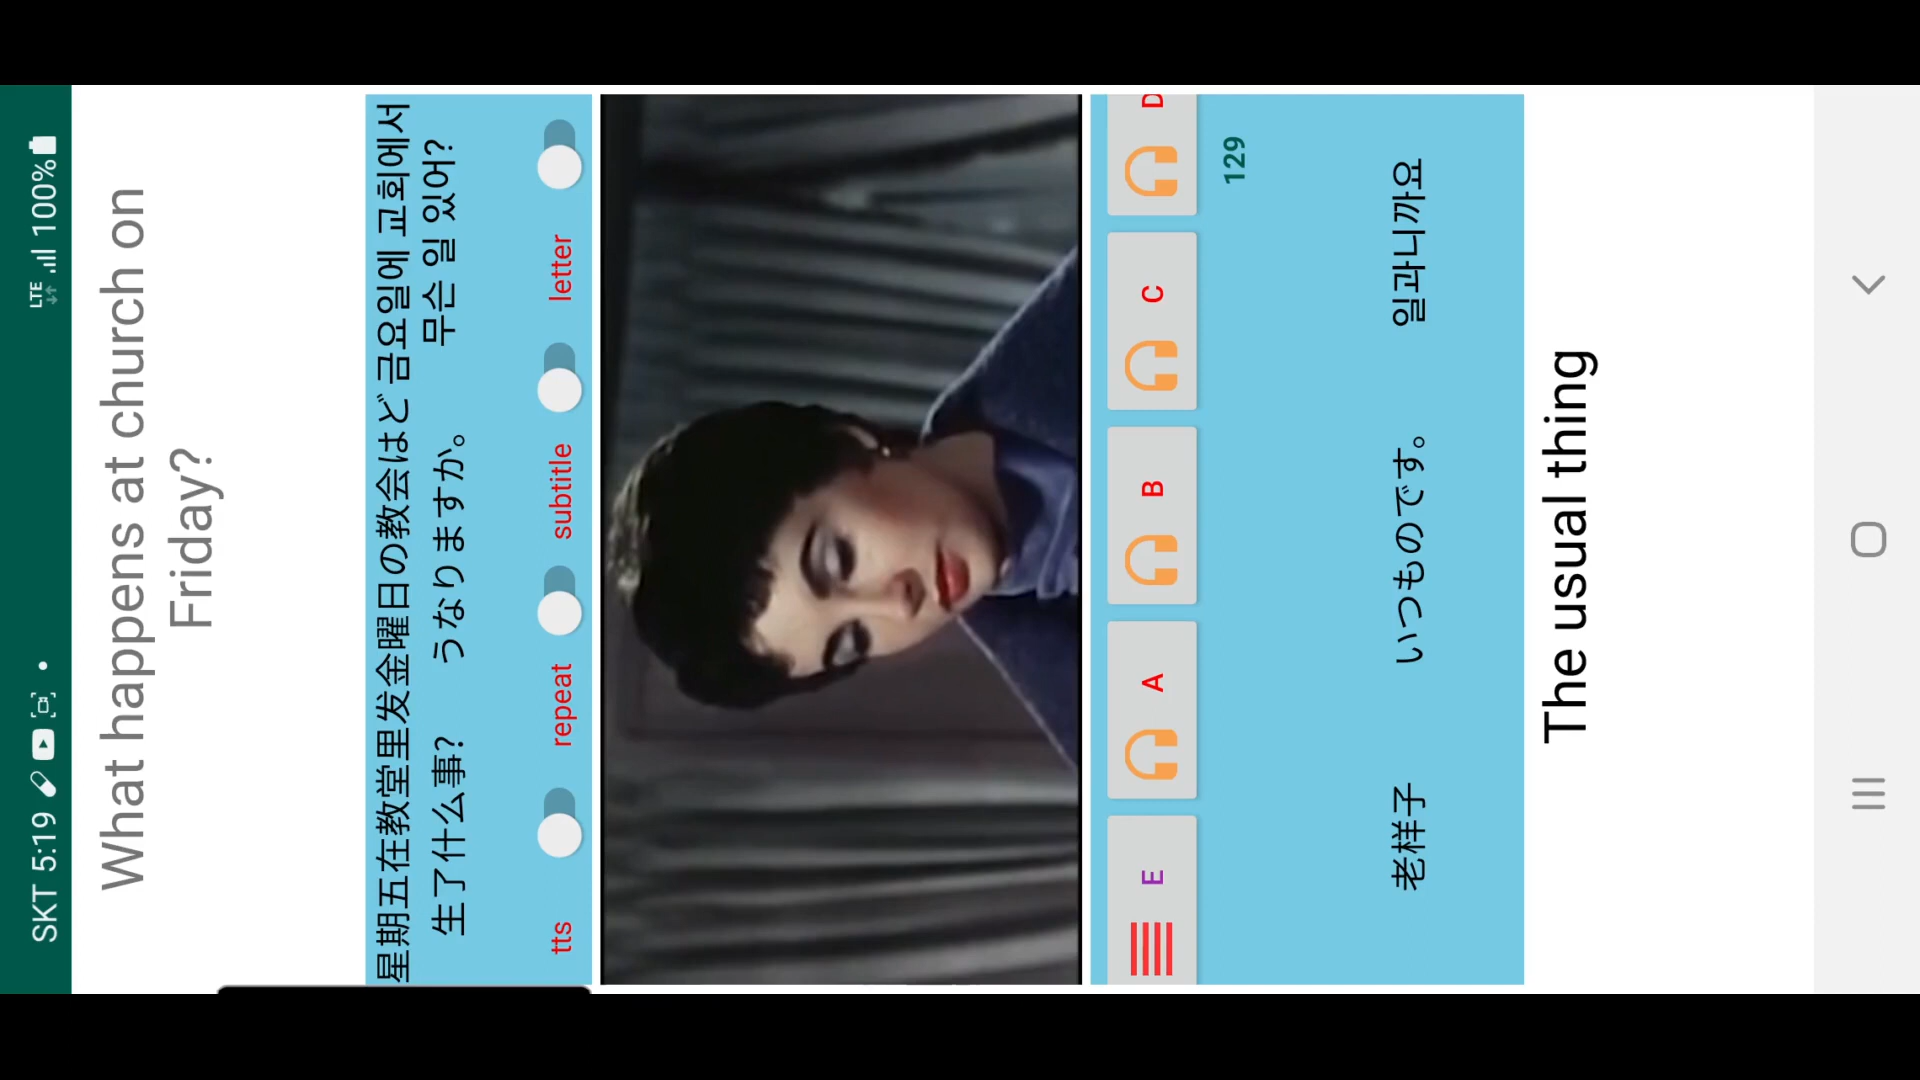 SKT 5:19
LTE 100%
What happens at church on
Friday?
星期五在教堂里发
生了什么事?
金曜日の教会はど
うなりますか。
금요일에 교회에서
무슨 일 있어?
tts
repeat
subtitle
letter
E
A
B
C
D
129
老样子
いつものです。
일과니까요
The usual thing